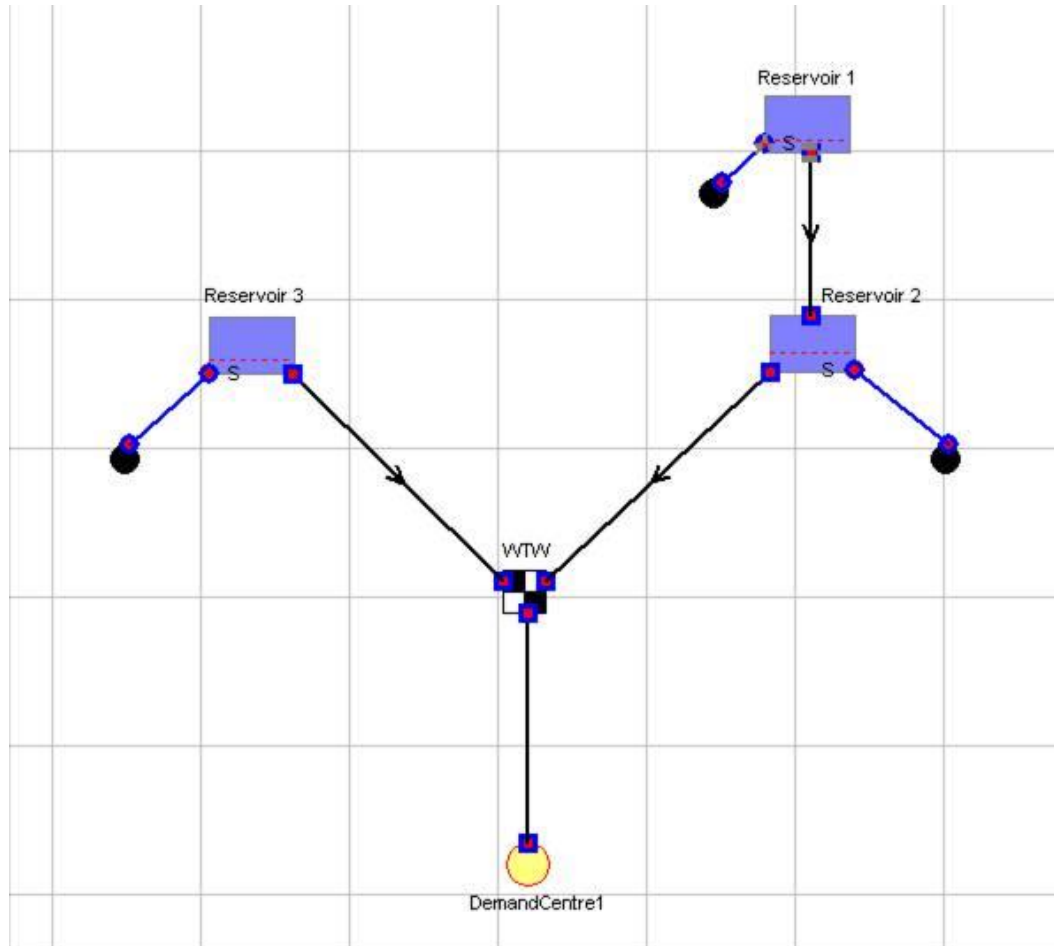 Reservoir 1
S
Reservoir 3
Reservoir 2
S
S
WTW
DemandCentre1